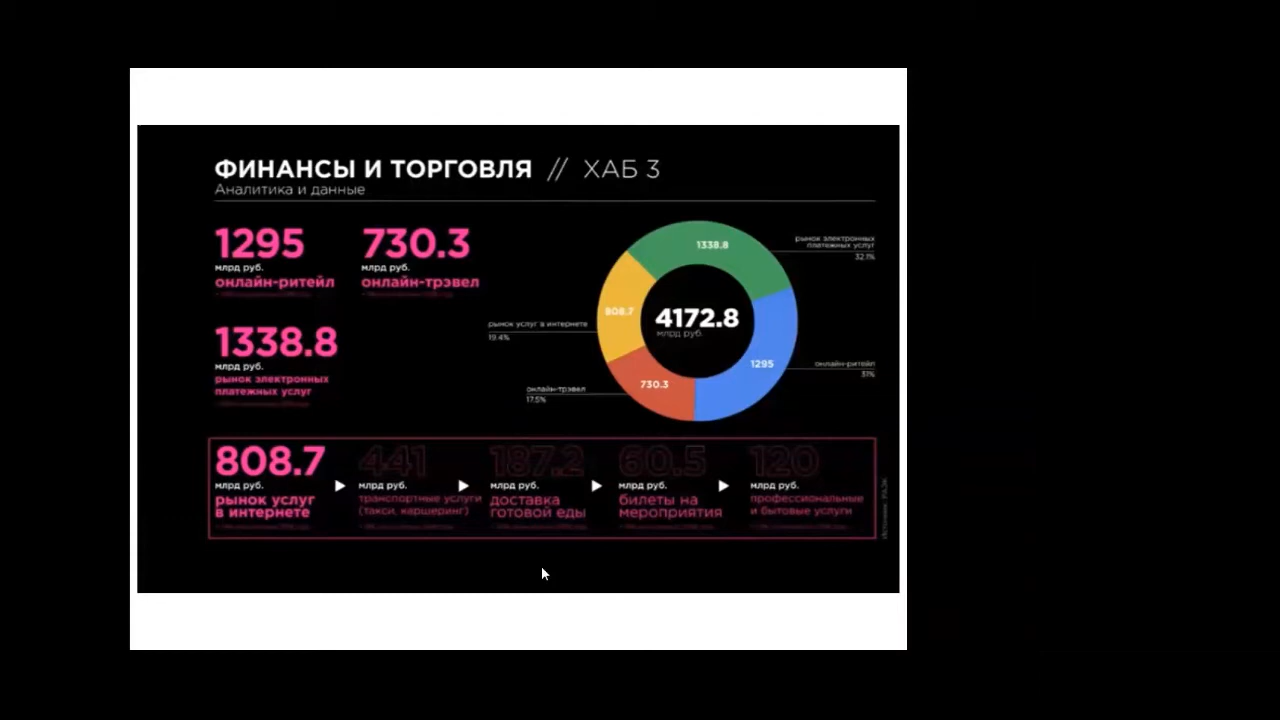 ФИНАНСЫ И ТОРГОВЛЯ // ХАБ 3
Аналитика и данные
1295
млрд руб.
онлайн-ритейл
730.3
млрд руб.
онлайн-трэвел
1338.8
млрд руб.
рынок электронных
платежных услуг
1338.8
рынок электронных
платежных услуг
32.1%
808.7
рынок услуг в интернете
19.4%
4172.8
млрд руб.
1295
онлайн-ритейл
31%
730.3
онлайн-трэвел
17.5%
808.7
млрд руб.
рынок услуг
в интернете
441
млрд руб.
транспортные услуги
(такси, каршеринг)
187.2
млрд руб.
доставка
готовой еды
60.5
млрд руб.
билеты на
мероприятия
120
млрд руб.
профессиональные
и бытовые услуги
Источник: РАЭК